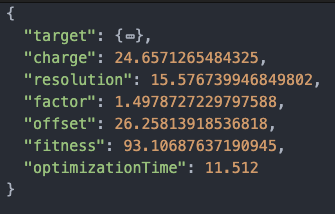 {
"target": {…},
"charge": 24.6571265484325,
"resolution": 15.576739946849802,
"factor": 1.4978727229797588,
"offset": 26.25813918536818,
"fitness": 93.10687637190945,
"optimizationTime": 11.512
}